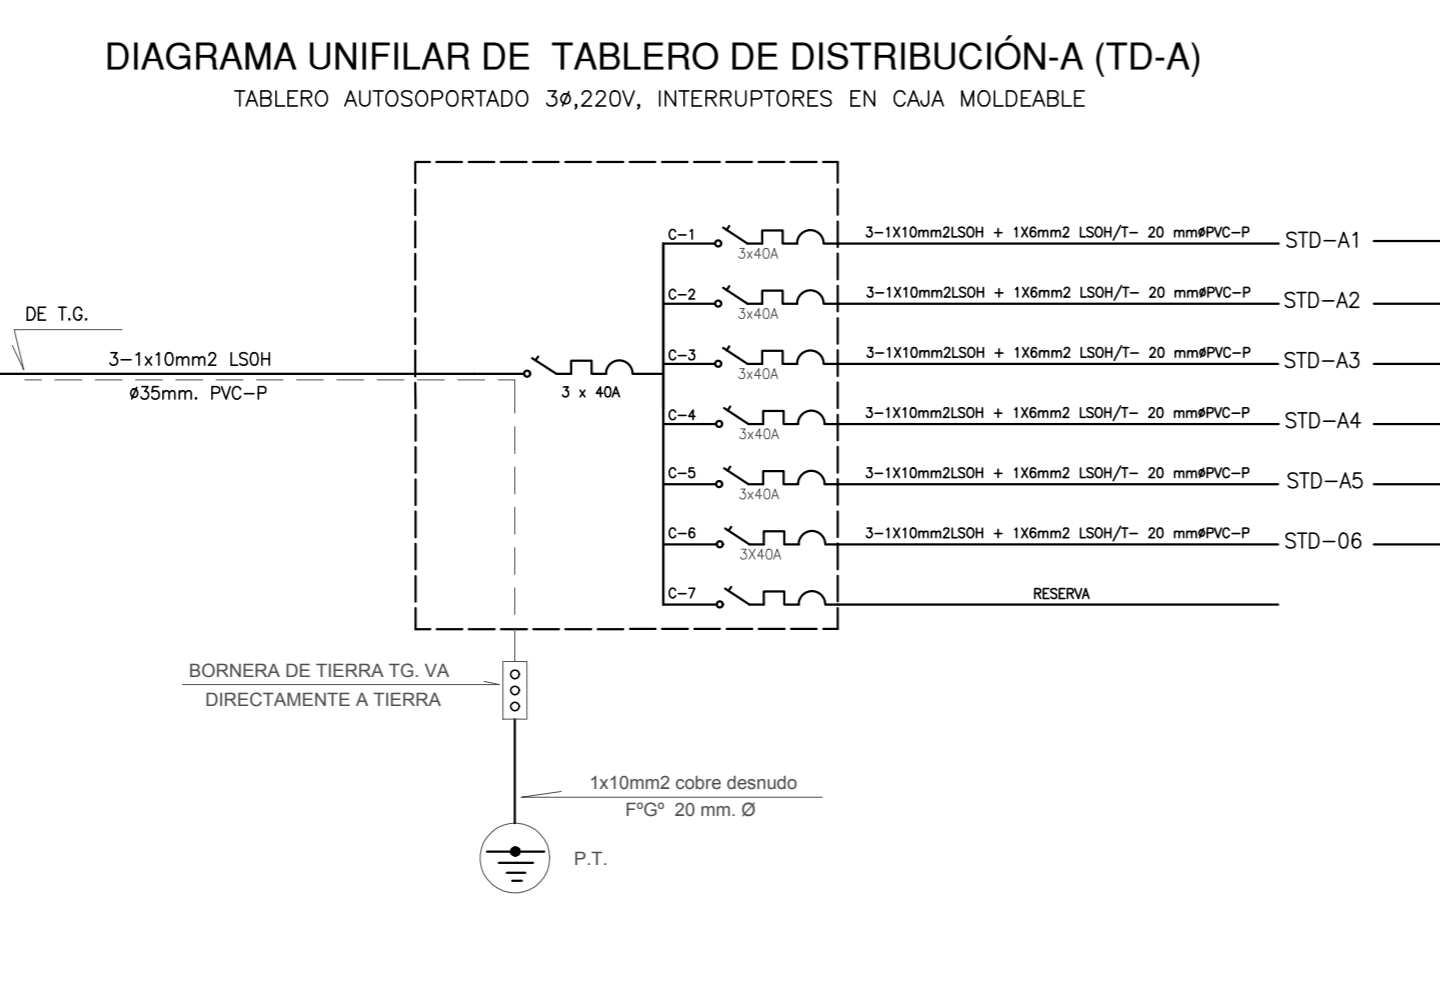 DIAGRAMA UNIFILAR DE TABLERO DE DISTRIBUCIÓN-A (TD-A)
TABLERO AUTOSOPORTADO 3ø,220V, INTERRUPTORES EN CAJA MOLDEABLE
C-1
3x40A
3-1X10mm2LSOH + 1X6mm2 LSOH/T- 20 mmøPVC-P
STD-A1
C-2
3x40A
3-1X10mm2LSOH + 1X6mm2 LSOH/T- 20 mmøPVC-P
STD-A2
DE T.G.
3-1x10mm2 LSOH
ø35mm. PVC-P
3 x 40A
C-3
3x40A
3-1X10mm2LSOH + 1X6mm2 LSOH/T- 20 mmøPVC-P
STD-A3
C-4
3x40A
3-1X10mm2LSOH + 1X6mm2 LSOH/T- 20 mmøPVC-P
STD-A4
C-5
3x40A
3-1X10mm2LSOH + 1X6mm2 LSOH/T- 20 mmøPVC-P
STD-A5
C-6
3X40A
3-1X10mm2LSOH + 1X6mm2 LSOH/T- 20 mmøPVC-P
STD-06
C-7
RESERVA
BORNERA DE TIERRA TG. VA
DIRECTAMENTE A TIERRA
1x10mm2 cobre desnudo
FºGº 20 mm. Ø
P.T.